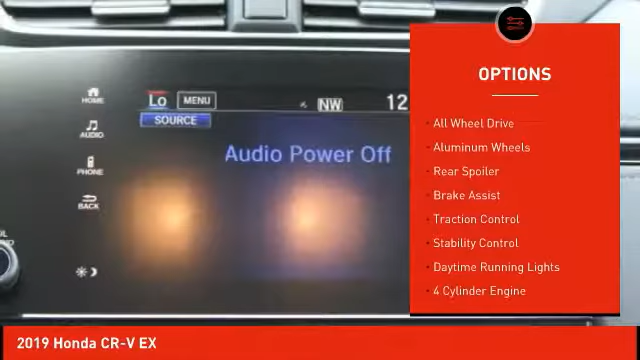 HOME
AUDIO
PHONE
BACK
Lo
MENU
NW
12
SOURCE
Audio Power Off
OPTIONS
All Wheel Drive
Aluminum Wheels
Rear Spoiler
Brake Assist
Traction Control
Stability Control
Daytime Running Lights
4 Cylinder Engine
2019 Honda CR-V EX